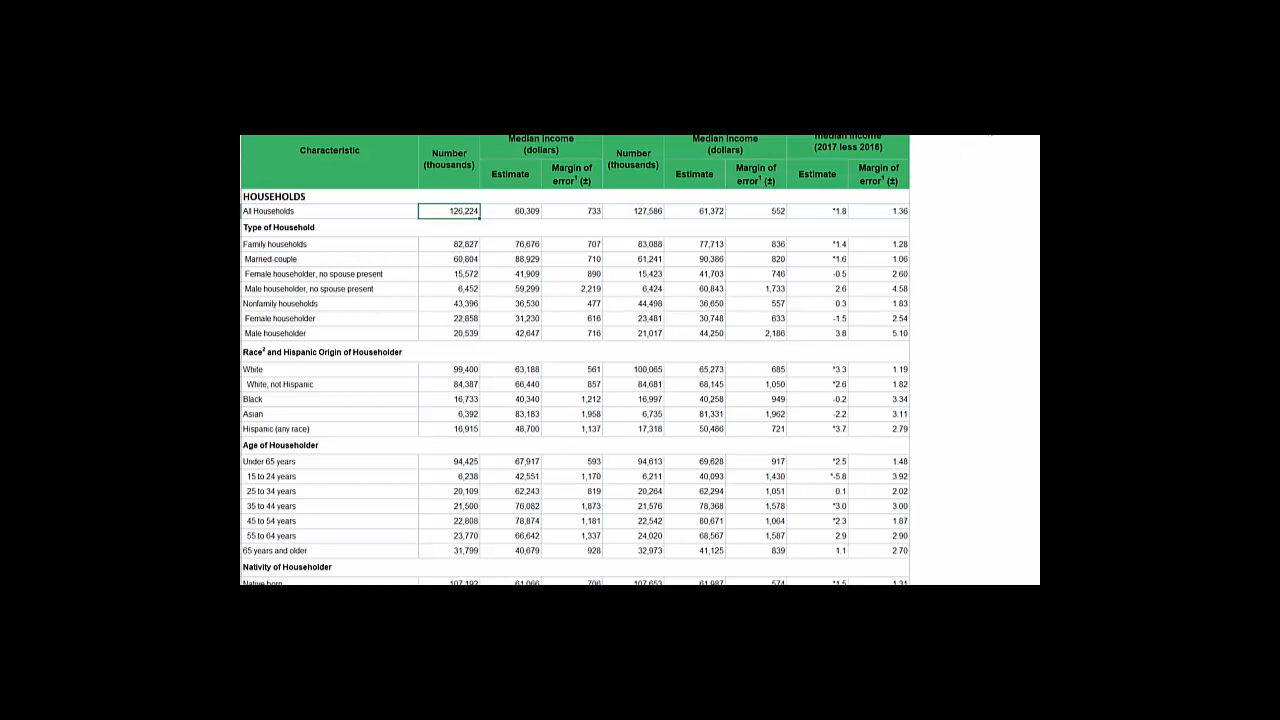 Characteristic Number (thousands) Median income (dollars) Number (thousands) Median income (dollars) median income (2017 less 2016)
Estimate Margin of error¹ (±) Estimate Margin of error¹ (±) Estimate Margin of error¹ (±)
HOUSEHOLDS
All Households 126,224 60,309 733 127,586 61,372 552 *1.8 1.36
Type of Household
Family households 82,827 76,676 707 83,088 77,713 836 *1.4 1.28
Married-couple 60,804 88,929 710 61,241 90,386 820 *1.6 1.06
Female householder, no spouse present 15,572 41,909 890 15,423 41,703 746 -0.5 2.60
Male householder, no spouse present 6,452 59,299 2,219 6,424 60,843 1,733 2.6 4.58
Nonfamily households 43,396 36,530 477 44,498 36,650 557 0.3 1.83
Female householder 22,858 31,230 616 23,481 30,748 633 -1.5 2.54
Male householder 20,539 42,647 716 21,017 44,250 2,186 3.8 5.10
Race² and Hispanic Origin of Householder
White 99,400 63,188 561 100,065 65,273 685 *3.3 1.19
White, not Hispanic 84,387 66,440 857 84,681 68,145 1,050 *2.6 1.82
Black 16,733 40,340 1,212 16,997 40,258 949 -0.2 3.34
Asian 6,392 83,183 1,958 6,735 81,331 1,962 -2.2 3.11
Hispanic (any race) 16,915 48,700 1,137 17,318 50,486 721 *3.7 2.79
Age of Householder
Under 65 years 94,425 67,917 593 94,613 69,628 917 *2.5 1.48
15 to 24 years 6,238 42,551 1,170 6,211 40,093 1,430 *-5.8 3.92
25 to 34 years 20,109 62,243 819 20,264 62,294 1,051 0.1 2.02
35 to 44 years 21,500 76,082 1,873 21,576 78,368 1,578 *3.0 3.00
45 to 54 years 22,808 78,874 1,181 22,542 80,671 1,064 *2.3 1.87
55 to 64 years 23,770 66,642 1,337 24,020 68,567 1,587 2.9 2.90
65 years and older 31,799 40,679 928 32,973 41,125 839 1.1 2.70
Nativity of Householder
Native born 107,192 61,066 706 107,653 61,987 574 *1.5 1.31